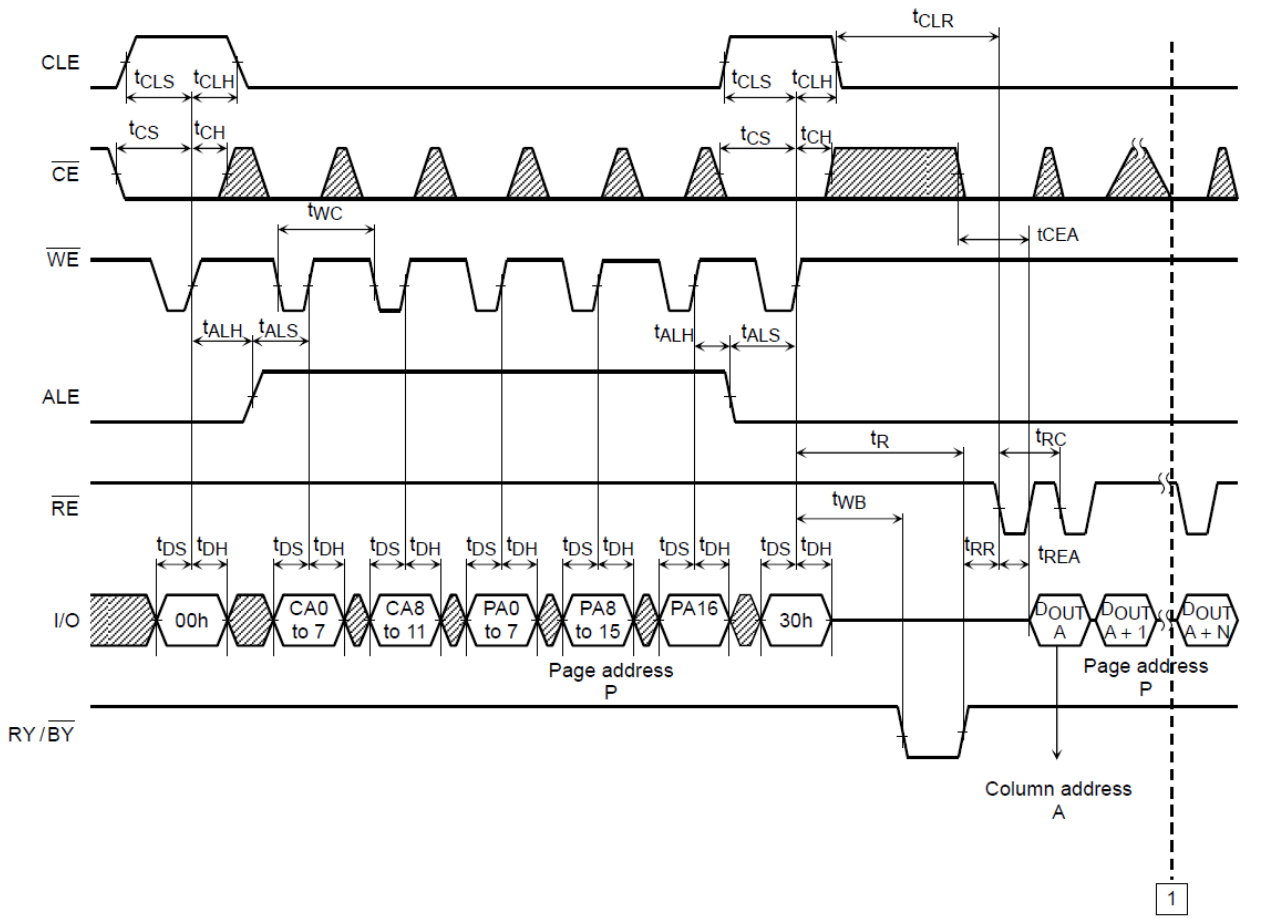 tCLR
CLE
tCLS tCLH tCLS tCLH
tCS tCH tCS tCH
CE
tWC
tCEA
WE
tALH tALS tALH tALS
ALE
tR tRC
RE
tWB
tDS tDH tDS tDH tDS tDH tDS tDH tDS tDH tDS tDH tDS tDH tRR tREA
I/O 00h CA0 to 7 CA8 to 11 PA0 to 7 PA8 to 15 PA16 30h DOUT A DOUT A + 1 DOUT A + N
Page address
P
Page address
P
RY/BY
Column address
A
1